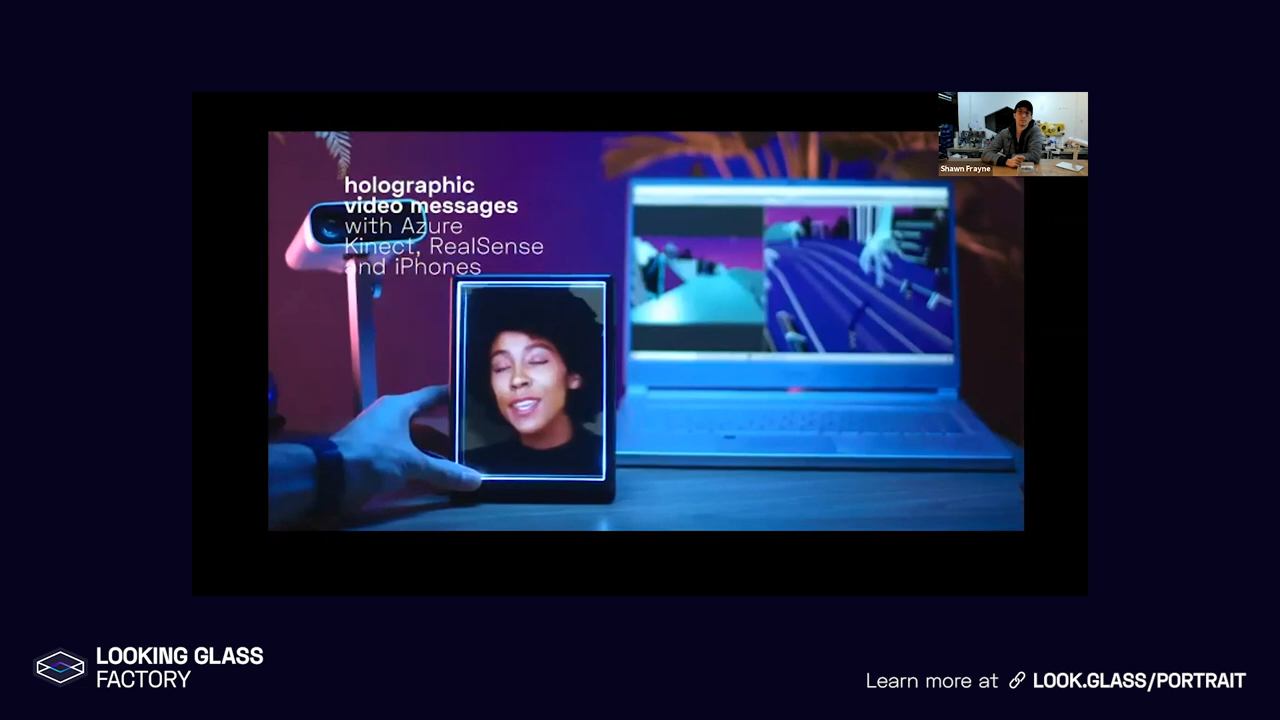 holographic
video messages
with Azure
Kinect, RealSense
and iPhones
Shawn Frayne
LOOKING GLASS
FACTORY
Learn more at LOOK.GLASS/PORTRAIT